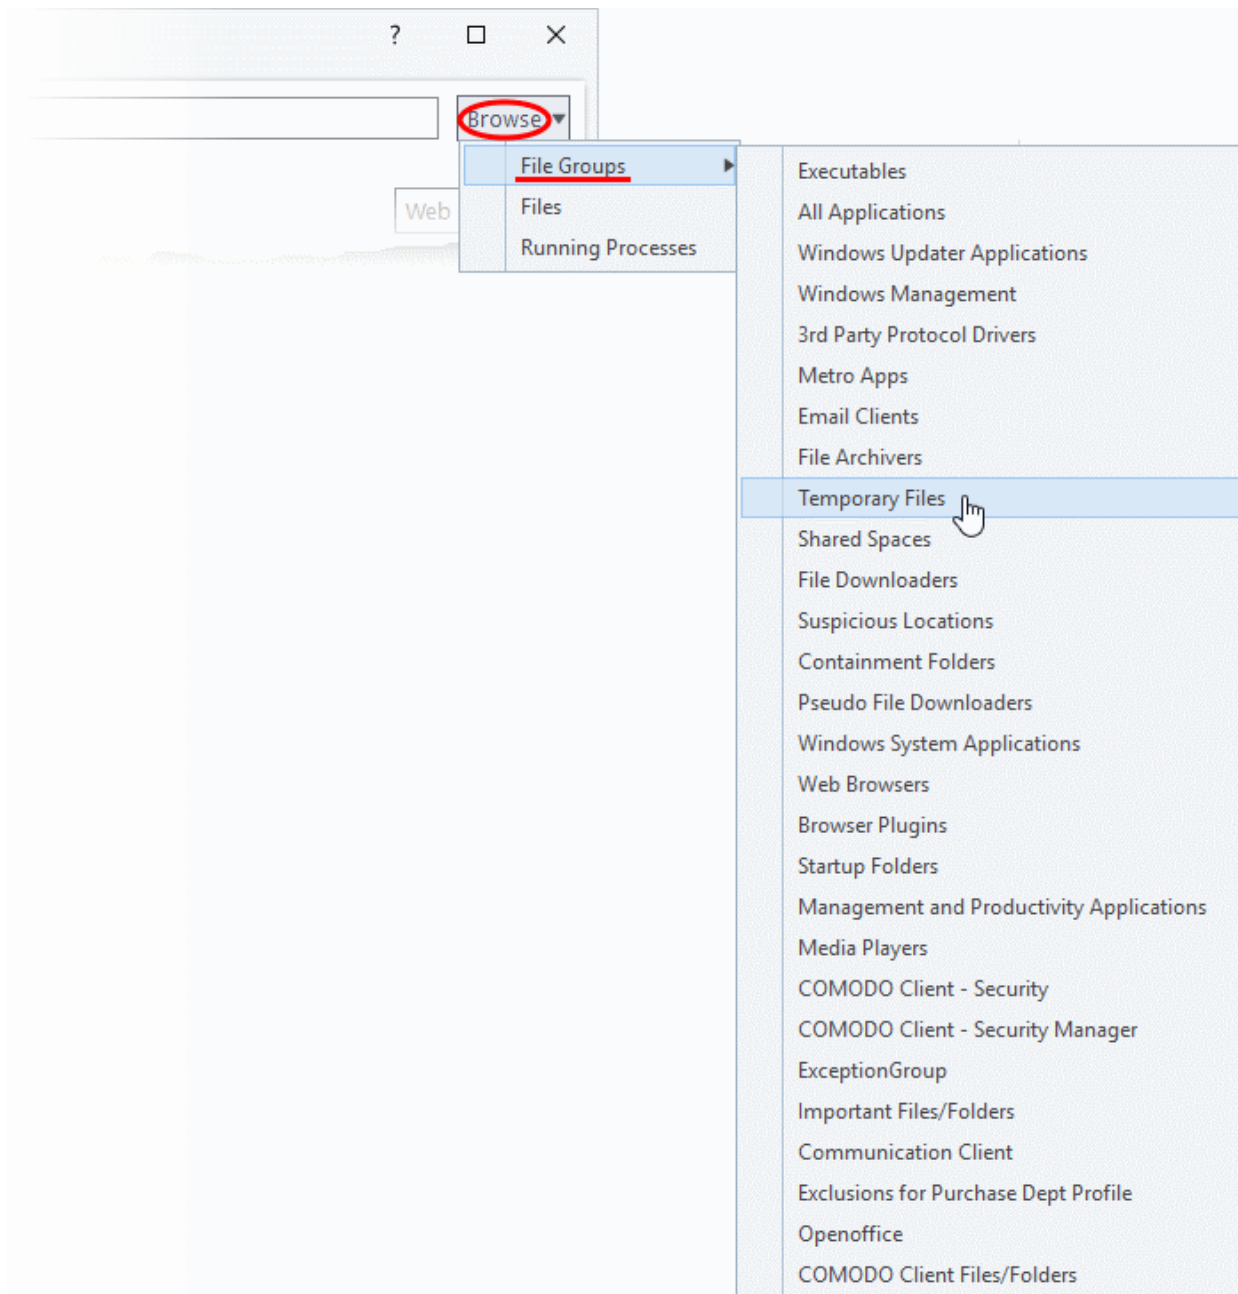 ?
Browse
File Groups
Files
Running Processes
Web
Executables
All Applications
Windows Updater Applications
Windows Management
3rd Party Protocol Drivers
Metro Apps
Email Clients
File Archivers
Temporary Files
Shared Spaces
File Downloaders
Suspicious Locations
Containment Folders
Pseudo File Downloaders
Windows System Applications
Web Browsers
Browser Plugins
Startup Folders
Management and Productivity Applications
Media Players
COMODO Client - Security
COMODO Client - Security Manager
ExceptionGroup
Important Files/Folders
Communication Client
Exclusions for Purchase Dept Profile
Openoffice
COMODO Client Files/Folders